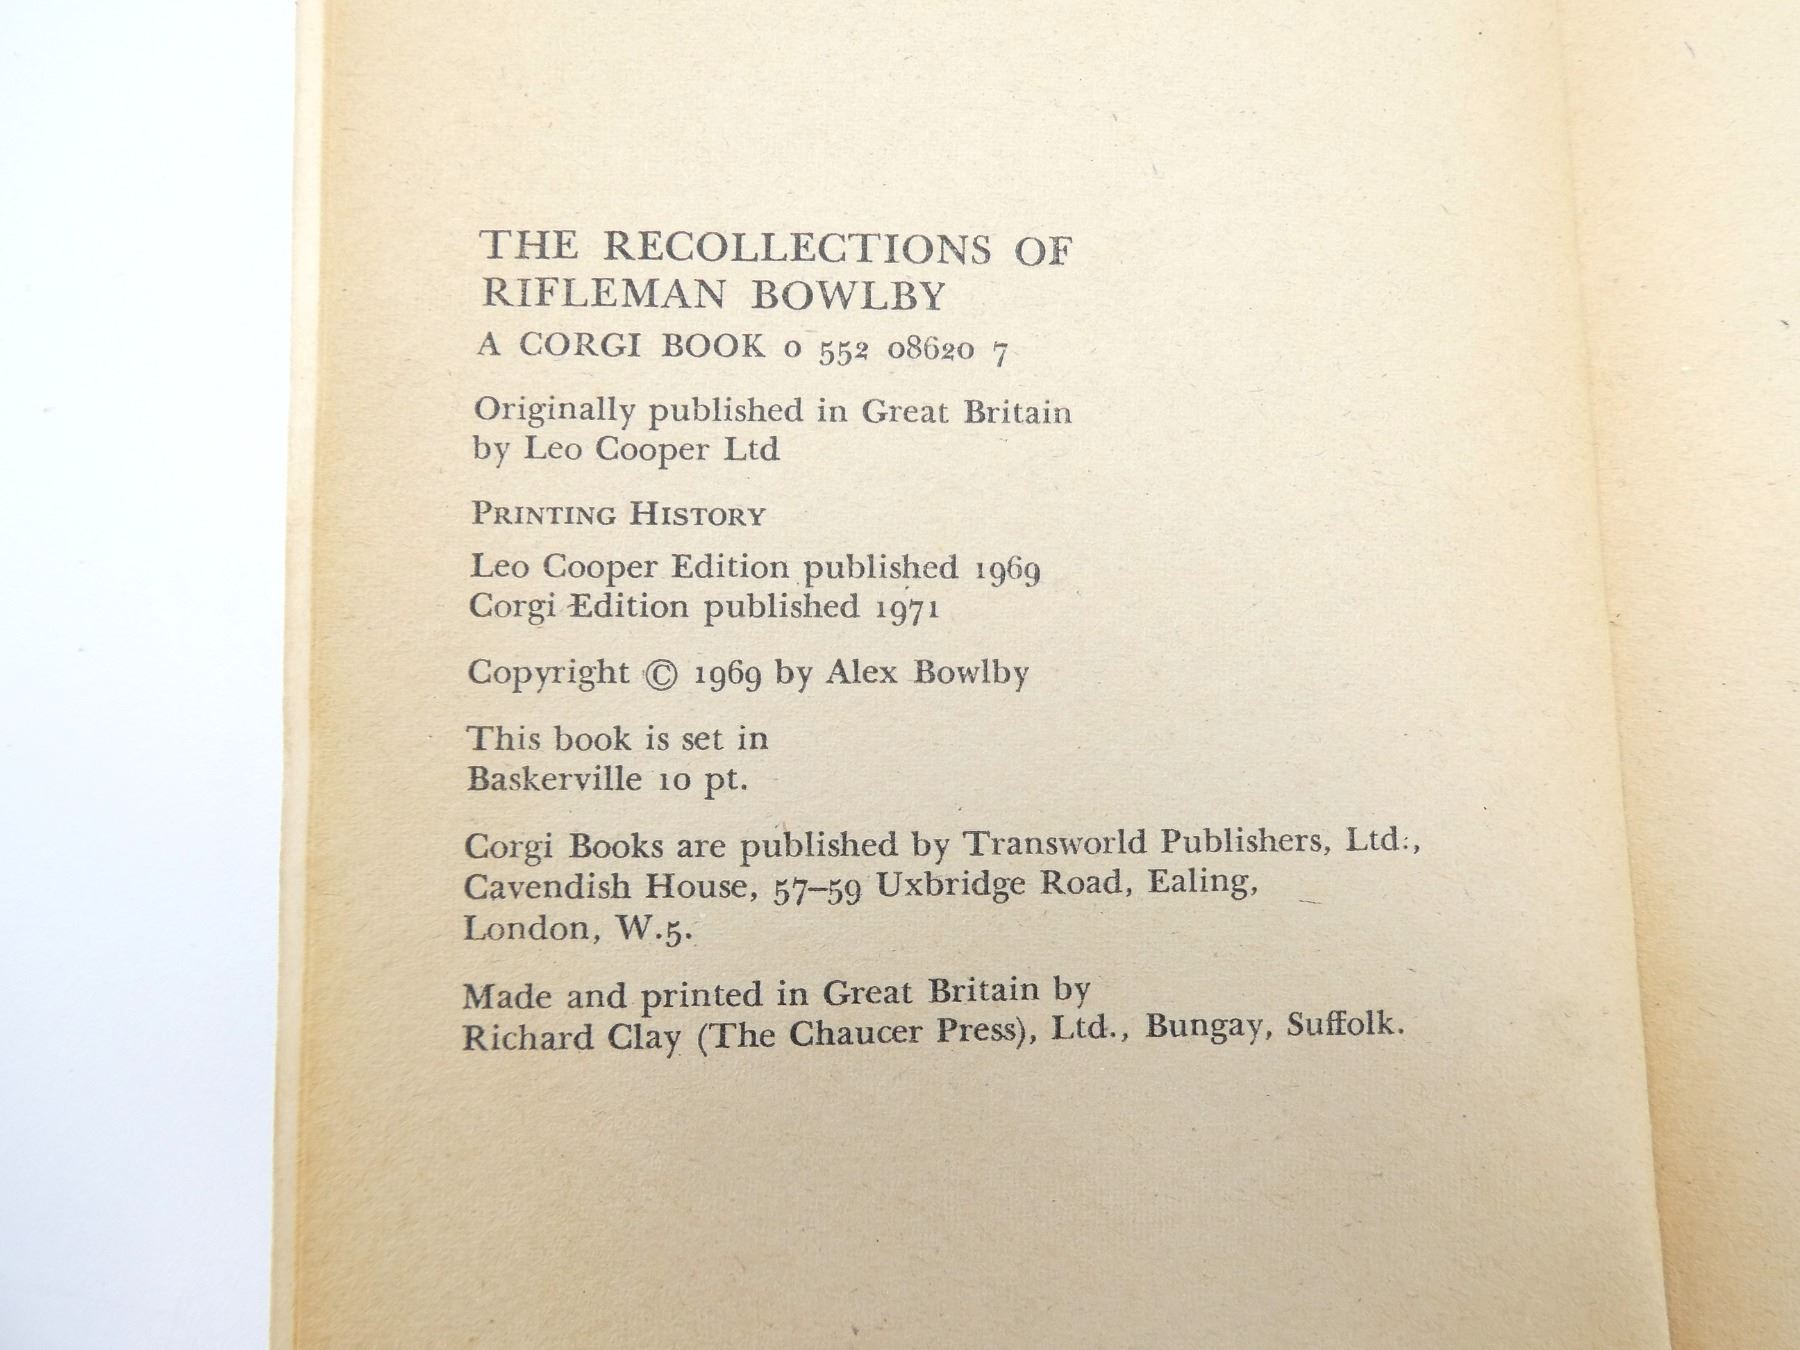 THE RECOLLECTIONS OF
RIFLEMAN BOWLBY
A CORGI BOOK 0 552 08620 7
Originally published in Great Britain
by Leo Cooper Ltd
PRINTING HISTORY
Leo Cooper Edition published 1969
Corgi Edition published 1971
Copyright © 1969 by Alex Bowlby
This book is set in
Baskerville 10 pt.
Corgi Books are published by Transworld Publishers, Ltd.,
Cavendish House, 57–59 Uxbridge Road, Ealing,
London, W.5.
Made and printed in Great Britain by
Richard Clay (The Chaucer Press), Ltd., Bungay, Suffolk.